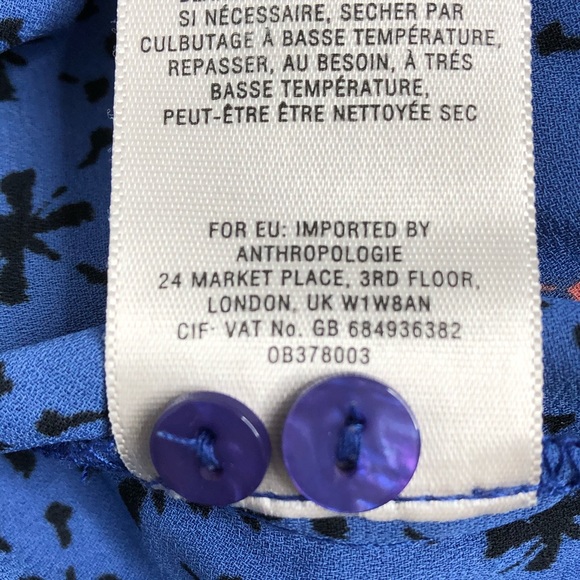 SI NÉCESSAIRE, SECHER PAR
CULBUTAGE À BASSE TEMPÉRATURE,
REPASSER, AU BESOIN, À TRÉS
BASSE TEMPÉRATURE,
PEUT-ÊTRE ÊTRE NETTOYÉE SEC
FOR EU: IMPORTED BY
ANTHROPOLOGIE
24 MARKET PLACE, 3RD FLOOR,
LONDON, UK W1W8AN
CIF· VAT No. GB 684936382
OB378003